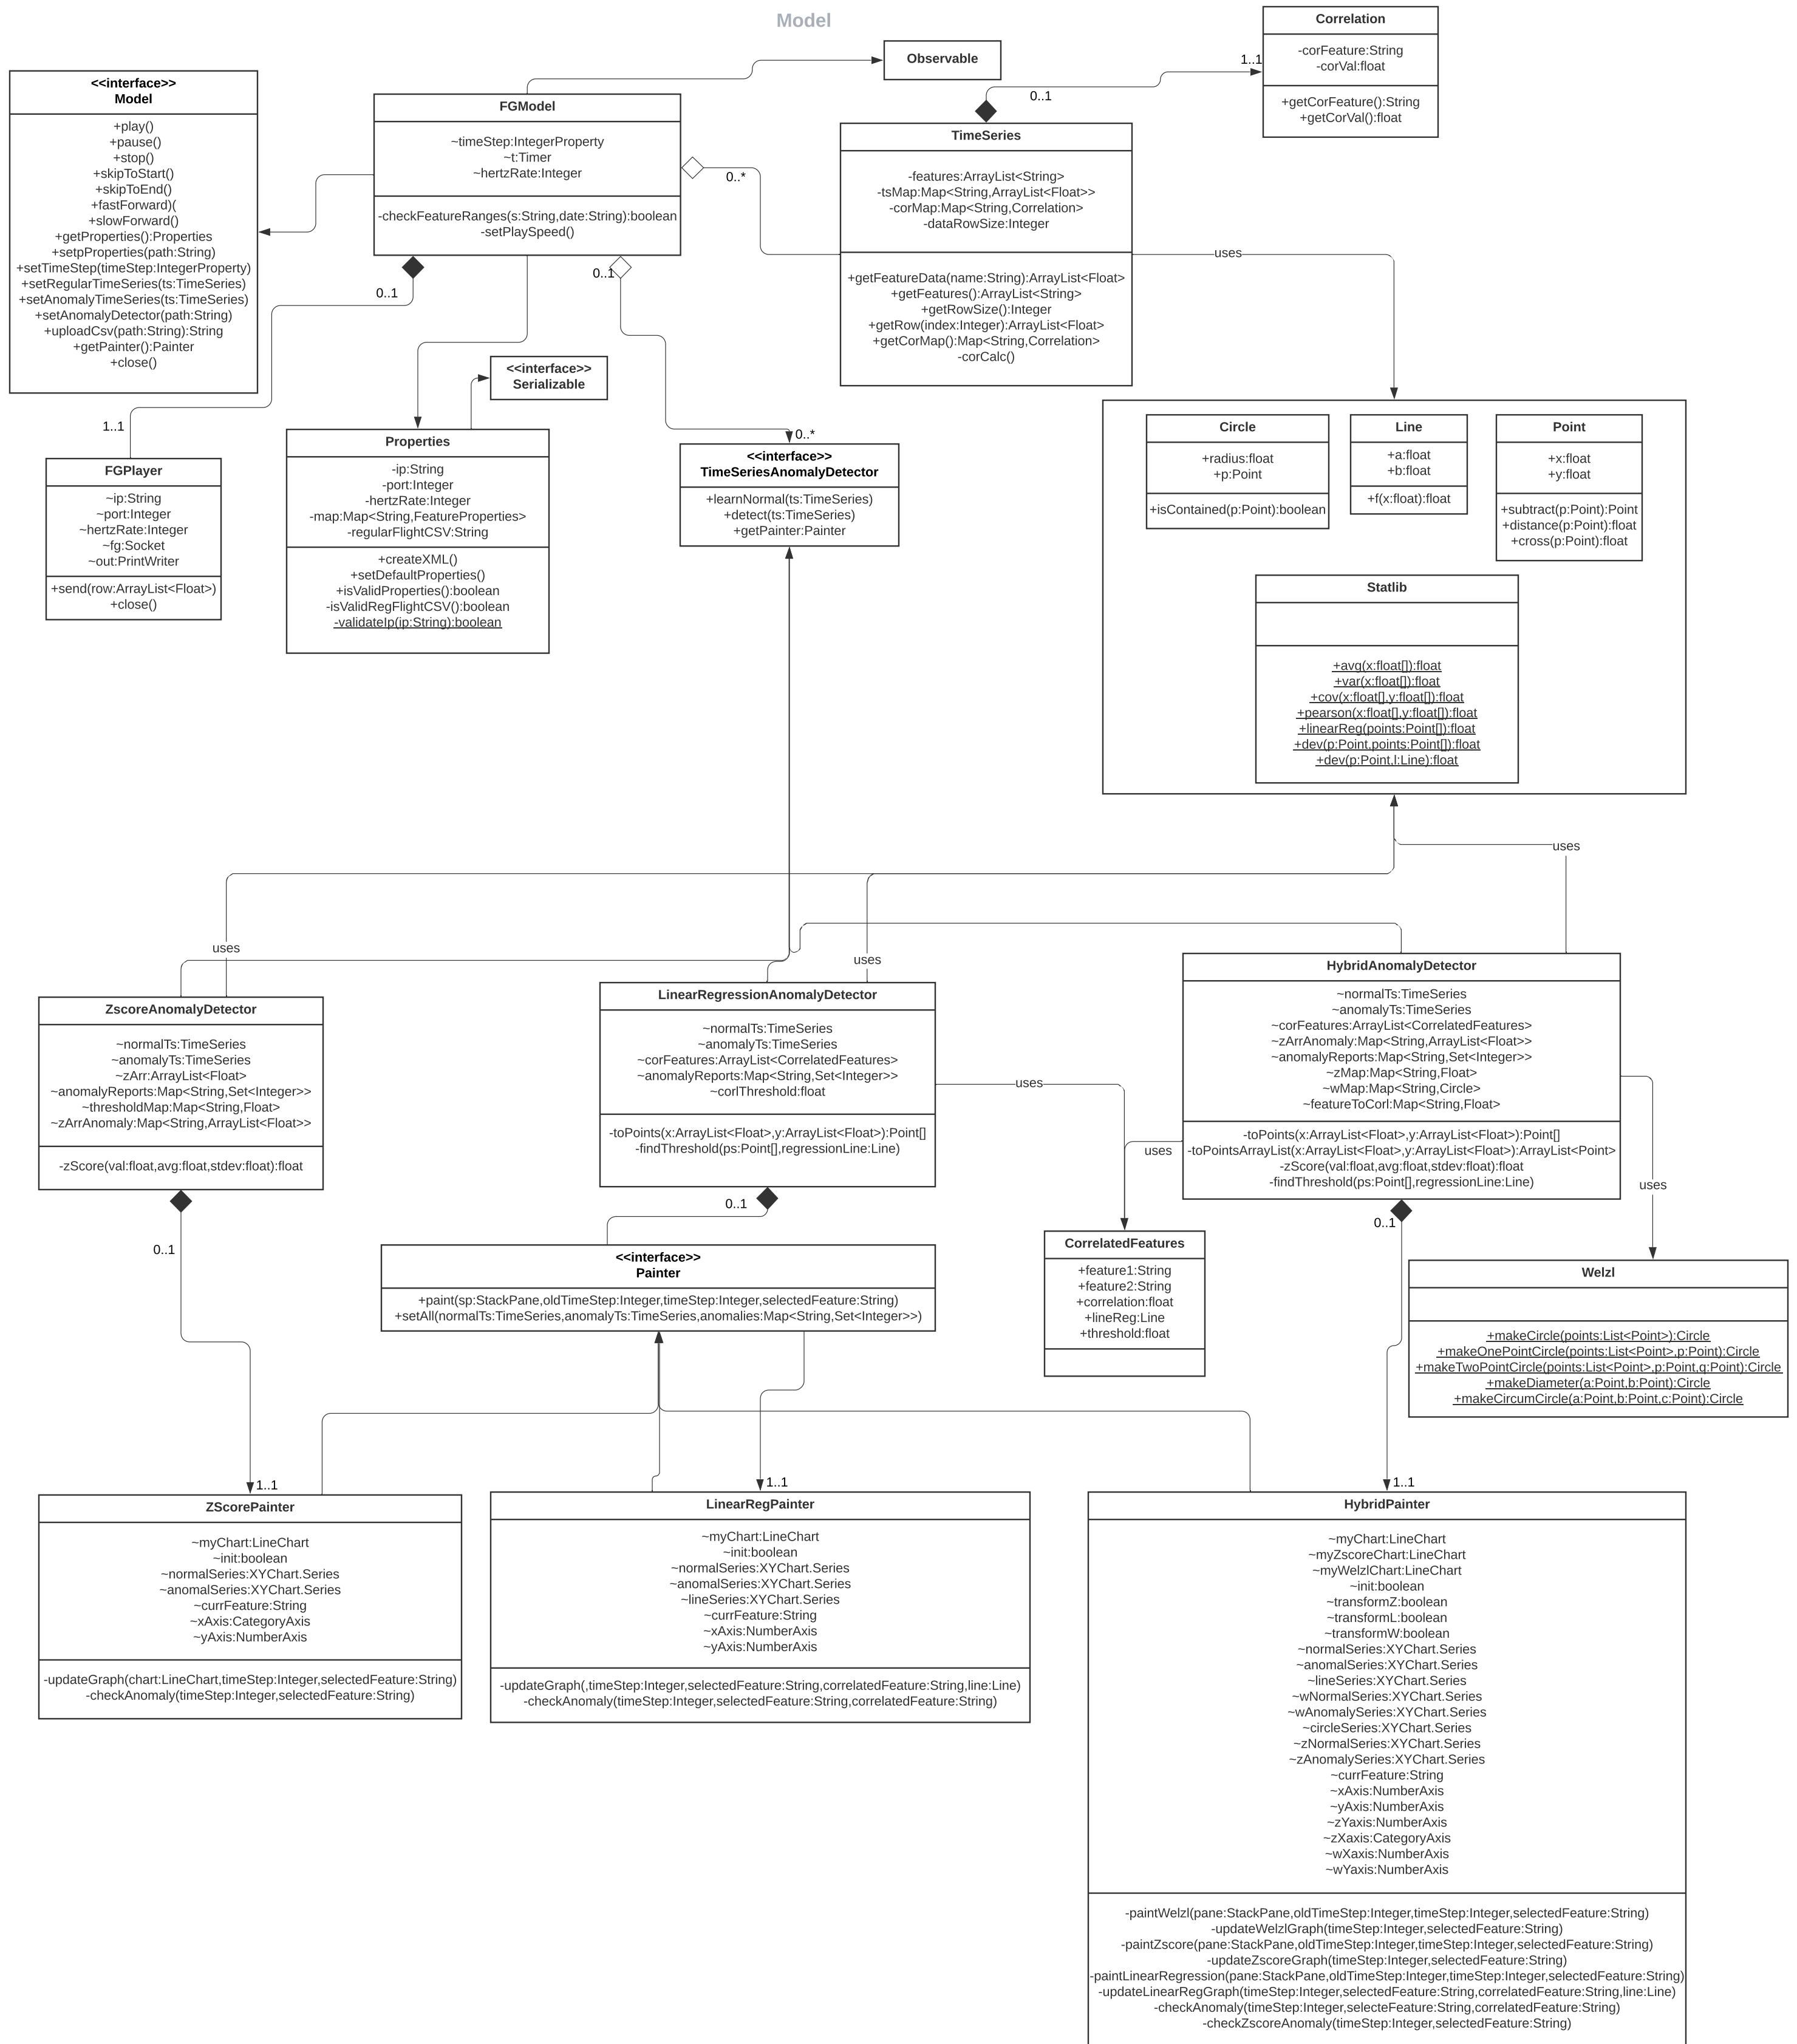 Model
Correlation
-corFeature:String
-corVal:float
+getCorFeature():String
+getCorVal():float
1..1
0..1
Observable
<<interface>>
Model
+play()
+pause()
+stop()
+skipToStart()
+skipToEnd()
+fastForward)(
+slowForward()
+getProperties():Properties
+setpProperties(path:String)
+setTimeStep(timeStep:IntegerProperty)
+setRegularTimeSeries(ts:TimeSeries)
+setAnomalyTimeSeries(ts:TimeSeries)
+setAnomalyDetector(path:String)
+uploadCsv(path:String):String
+getPainter():Painter
+close()
FGModel
~timeStep:IntegerProperty
~t:Timer
~hertzRate:Integer
-checkFeatureRanges(s:String,date:String):boolean
-setPlaySpeed()
0..*
0..1
0..1
TimeSeries
-features:ArrayList<String>
-tsMap:Map<String,ArrayList<Float>>
-corMap:Map<String,Correlation>
-dataRowSize:Integer
+getFeatureData(name:String):ArrayList<Float>
+getFeatures():ArrayList<String>
+getRowSize():Integer
+getRow(index:Integer):ArrayList<Float>
+getCorMap():Map<String,Correlation>
-corCalc()
uses
<<interface>>
Serializable
1..1
FGPlayer
~ip:String
~port:Integer
~hertzRate:Integer
~fg:Socket
~out:PrintWriter
+send(row:ArrayList<Float>)
+close()
Properties
-ip:String
-port:Integer
-hertzRate:Integer
-map:Map<String,FeatureProperties>
-regularFlightCSV:String
+createXML()
+setDefaultProperties()
+isValidProperties():boolean
-isValidRegFlightCSV():boolean
-validateIp(ip:String):boolean
0..*
<<interface>>
TimeSeriesAnomalyDetector
+learnNormal(ts:TimeSeries)
+detect(ts:TimeSeries)
+getPainter:Painter
Circle
+radius:float
+p:Point
+isContained(p:Point):boolean
Line
+a:float
+b:float
+f(x:float):float
Point
+x:float
+y:float
+subtract(p:Point):Point
+distance(p:Point):float
+cross(p:Point):float
Statlib
+avg(x:float[]):float
+var(x:float[]):float
+cov(x:float[],y:float[]):float
+pearson(x:float[],y:float[]):float
+linearReg(points:Point[]):float
+dev(p:Point,points:Point[]):float
+dev(p:Point,l:Line):float
uses
uses
uses
ZscoreAnomalyDetector
~normalTs:TimeSeries
~anomalyTs:TimeSeries
~zArr:ArrayList<Float>
~anomalyReports:Map<String,Set<Integer>>
~thresholdMap:Map<String,Float>
~zArrAnomaly:Map<String,ArrayList<Float>>
-zScore(val:float,avg:float,stdev:float):float
0..1
LinearRegressionAnomalyDetector
~normalTs:TimeSeries
~anomalyTs:TimeSeries
~corFeatures:ArrayList<CorrelatedFeatures>
~anomalyReports:Map<String,Set<Integer>>
~corlThreshold:float
-toPoints(x:ArrayList<Float>,y:ArrayList<Float>):Point[]
-findThreshold(ps:Point[],regressionLine:Line)
0..1
uses
HybridAnomalyDetector
~normalTs:TimeSeries
~anomalyTs:TimeSeries
~corFeatures:ArrayList<CorrelatedFeatures>
~zArrAnomaly:Map<String,ArrayList<Float>>
~anomalyReports:Map<String,Set<Integer>>
~zMap:Map<String,Float>
~wMap:Map<String,Circle>
~featureToCorl:Map<String,Float>
-toPoints(x:ArrayList<Float>,y:ArrayList<Float>):Point[]
-toPointsArrayList(x:ArrayList<Float>,y:ArrayList<Float>):ArrayList<Point>
-zScore(val:float,avg:float,stdev:float):float
-findThreshold(ps:Point[],regressionLine:Line)
uses
uses
0..1
<<interface>>
Painter
+paint(sp:StackPane,oldTimeStep:Integer,timeStep:Integer,selectedFeature:String)
+setAll(normalTs:TimeSeries,anomalyTs:TimeSeries,anomalies:Map<String,Set<Integer>>)
CorrelatedFeatures
+feature1:String
+feature2:String
+correlation:float
+lineReg:Line
+threshold:float
Welzl
+makeCircle(points:List<Point>):Circle
+makeOnePointCircle(points:List<Point>,p:Point):Circle
+makeTwoPointCircle(points:List<Point>,p:Point,q:Point):Circle
+makeDiameter(a:Point,b:Point):Circle
+makeCircumCircle(a:Point,b:Point,c:Point):Circle
1..1
ZScorePainter
~myChart:LineChart
~init:boolean
~normalSeries:XYChart.Series
~anomalSeries:XYChart.Series
~currFeature:String
~xAxis:CategoryAxis
~yAxis:NumberAxis
-updateGraph(chart:LineChart,timeStep:Integer,selectedFeature:String)
-checkAnomaly(timeStep:Integer,selectedFeature:String)
1..1
LinearRegPainter
~myChart:LineChart
~init:boolean
~normalSeries:XYChart.Series
~anomalSeries:XYChart.Series
~lineSeries:XYChart.Series
~currFeature:String
~xAxis:NumberAxis
~yAxis:NumberAxis
-updateGraph(,timeStep:Integer,selectedFeature:String,correlatedFeature:String,line:Line)
-checkAnomaly(timeStep:Integer,selectedFeature:String,correlatedFeature:String)
1..1
HybridPainter
~myChart:LineChart
~myZscoreChart:LineChart
~myWelzlChart:LineChart
~init:boolean
~transformZ:boolean
~transformL:boolean
~transformW:boolean
~normalSeries:XYChart.Series
~anomalSeries:XYChart.Series
~lineSeries:XYChart.Series
~wNormalSeries:XYChart.Series
~wAnomalySeries:XYChart.Series
~circleSeries:XYChart.Series
~zNormalSeries:XYChart.Series
~zAnomalySeries:XYChart.Series
~currFeature:String
~xAxis:NumberAxis
~yAxis:NumberAxis
~zYaxis:NumberAxis
~zXaxis:CategoryAxis
~wXaxis:NumberAxis
~wYaxis:NumberAxis
-paintWelzl(pane:StackPane,oldTimeStep:Integer,timeStep:Integer,selectedFeature:String)
-updateWelzlGraph(timeStep:Integer,selectedFeature:String)
-paintZscore(pane:StackPane,oldTimeStep:Integer,timeStep:Integer,selectedFeature:String)
-updateZscoreGraph(timeStep:Integer,selectedFeature:String)
-paintLinearRegression(pane:StackPane,oldTimeStep:Integer,timeStep:Integer,selectedFeature:String)
-updateLinearRegGraph(timeStep:Integer,selectedFeature:String,correlatedFeature:String,line:Line)
-checkAnomaly(timeStep:Integer,selecteFeature:String,correlatedFeature:String)
-checkZscoreAnomaly(timeStep:Integer,selectedFeature:String)